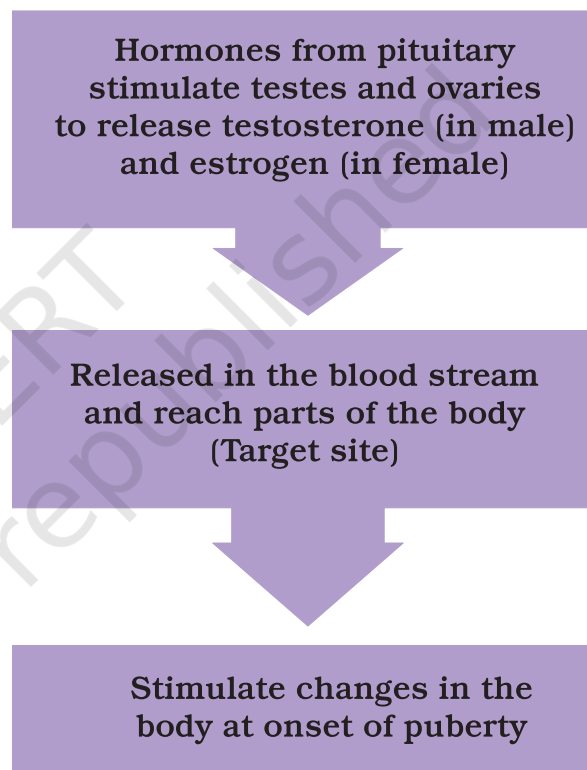 Hormones from pituitary
stimulate testes and ovaries
to release testosterone (in male)
and estrogen (in female)
Released in the blood stream
and reach parts of the body
(Target site)
Stimulate changes in the
body at onset of puberty
republished